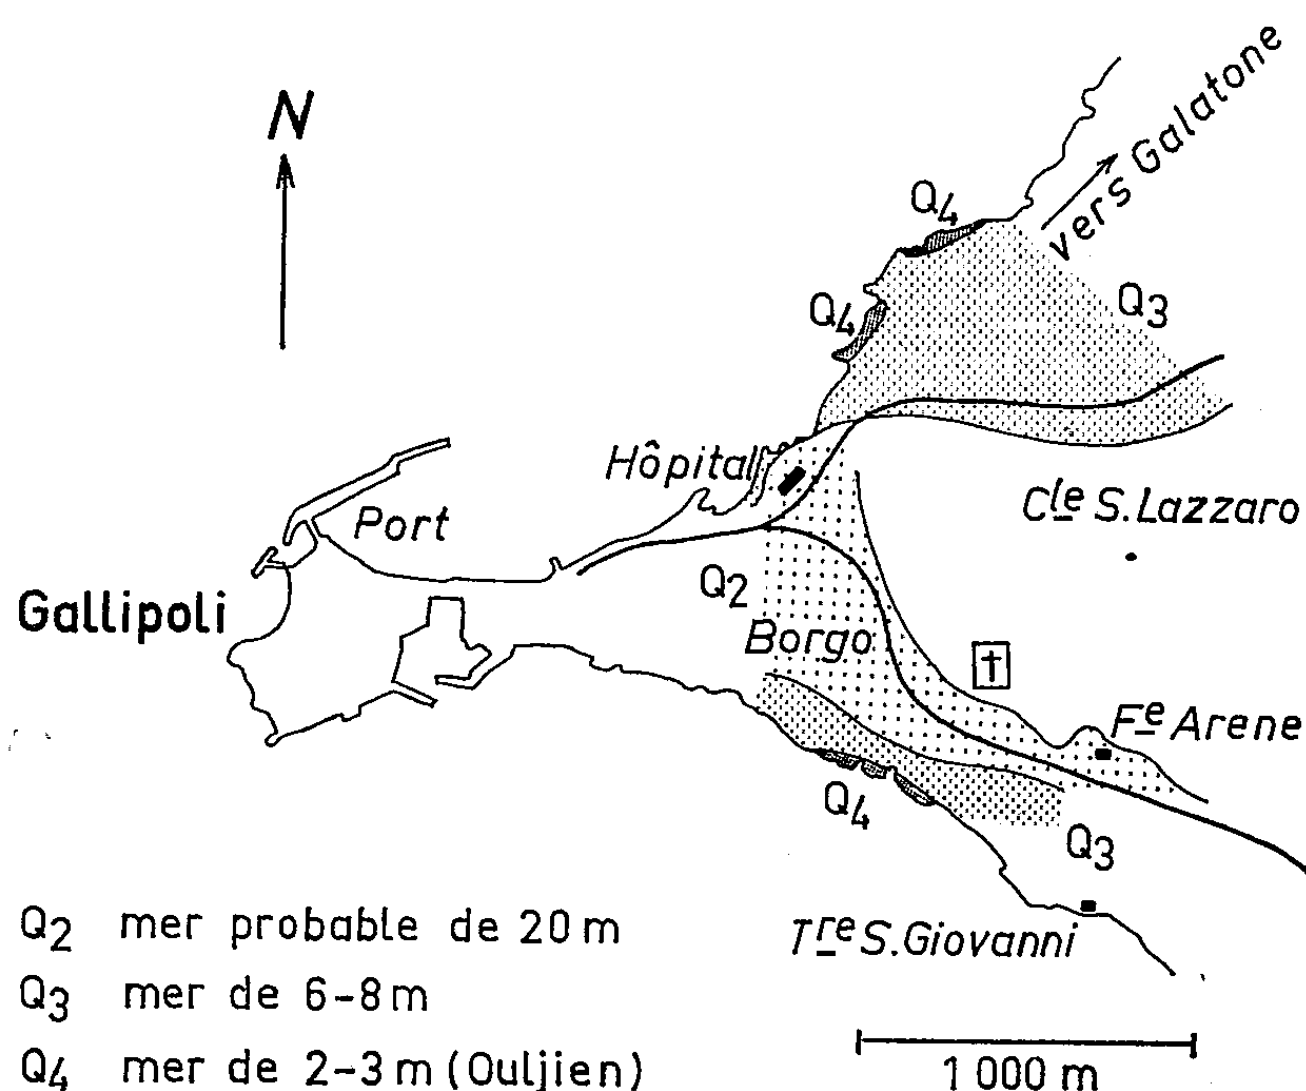 N
vers Galatone
Q4
Q4
Q3
Hôpital
Port
Cle S.Lazzaro
Q2
Gallipoli
Borgo
Fe Arene
Q4
Q3
Tre S.Giovanni
Q2 mer probable de 20 m
Q3 mer de 6-8 m
Q4 mer de 2-3 m (Ouljien)
1 000 m